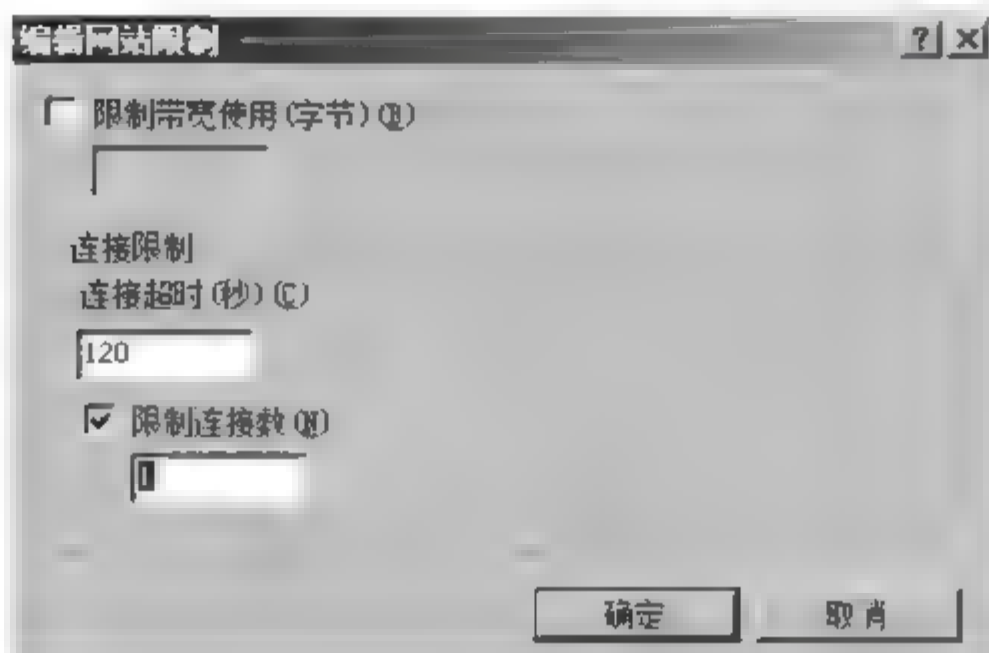 编辑网站限制
限制带宽使用(字节)(B)
连接限制
连接超时(秒)(C)
120
限制连接数(N)
1
确定
取消